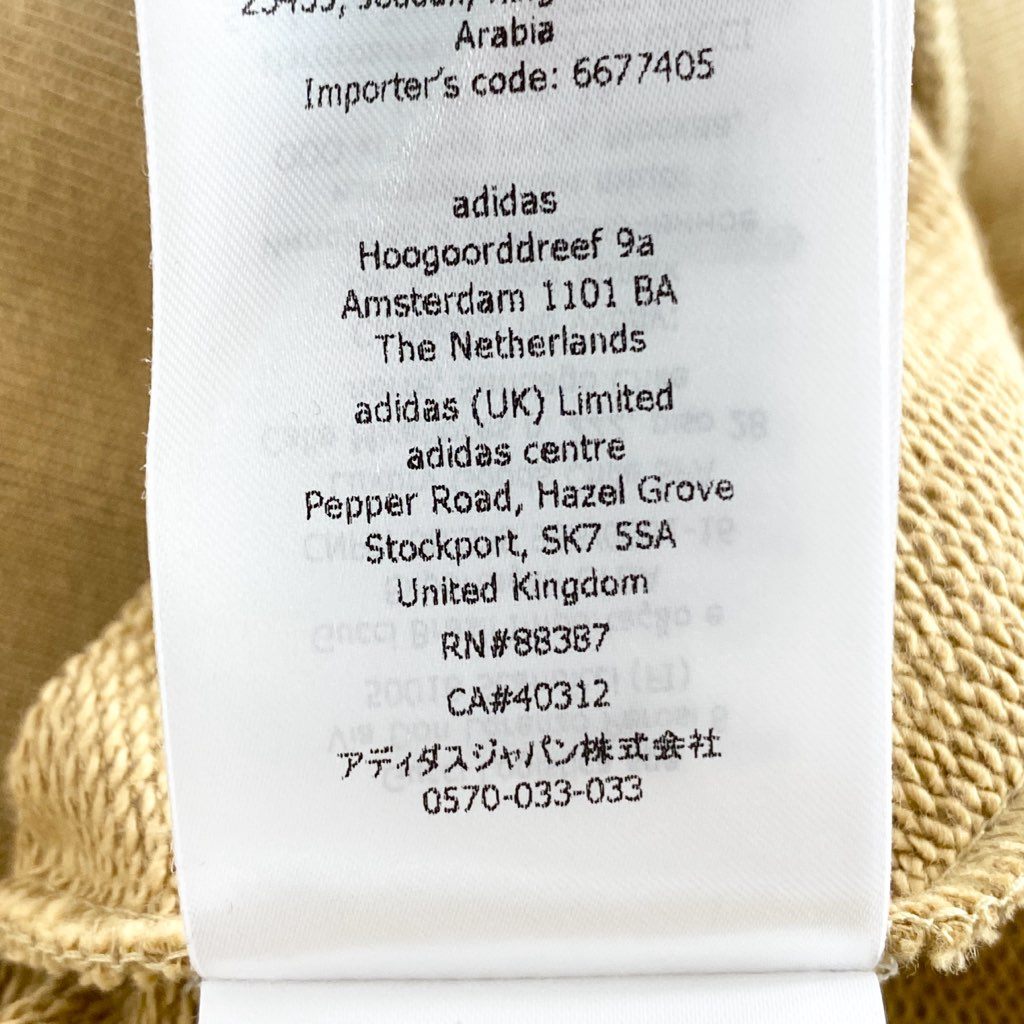 Arabia
Importer's code: 6677405
adidas
Hoogoorddreef 9a
Amsterdam 1101 BA
The Netherlands
adidas (UK) Limited
adidas centre
Pepper Road, Hazel Grove
Stockport, SK7 5SA
United Kingdom
RN#88387
CA#40312
アディダスジャパン株式会社
0570-033-033